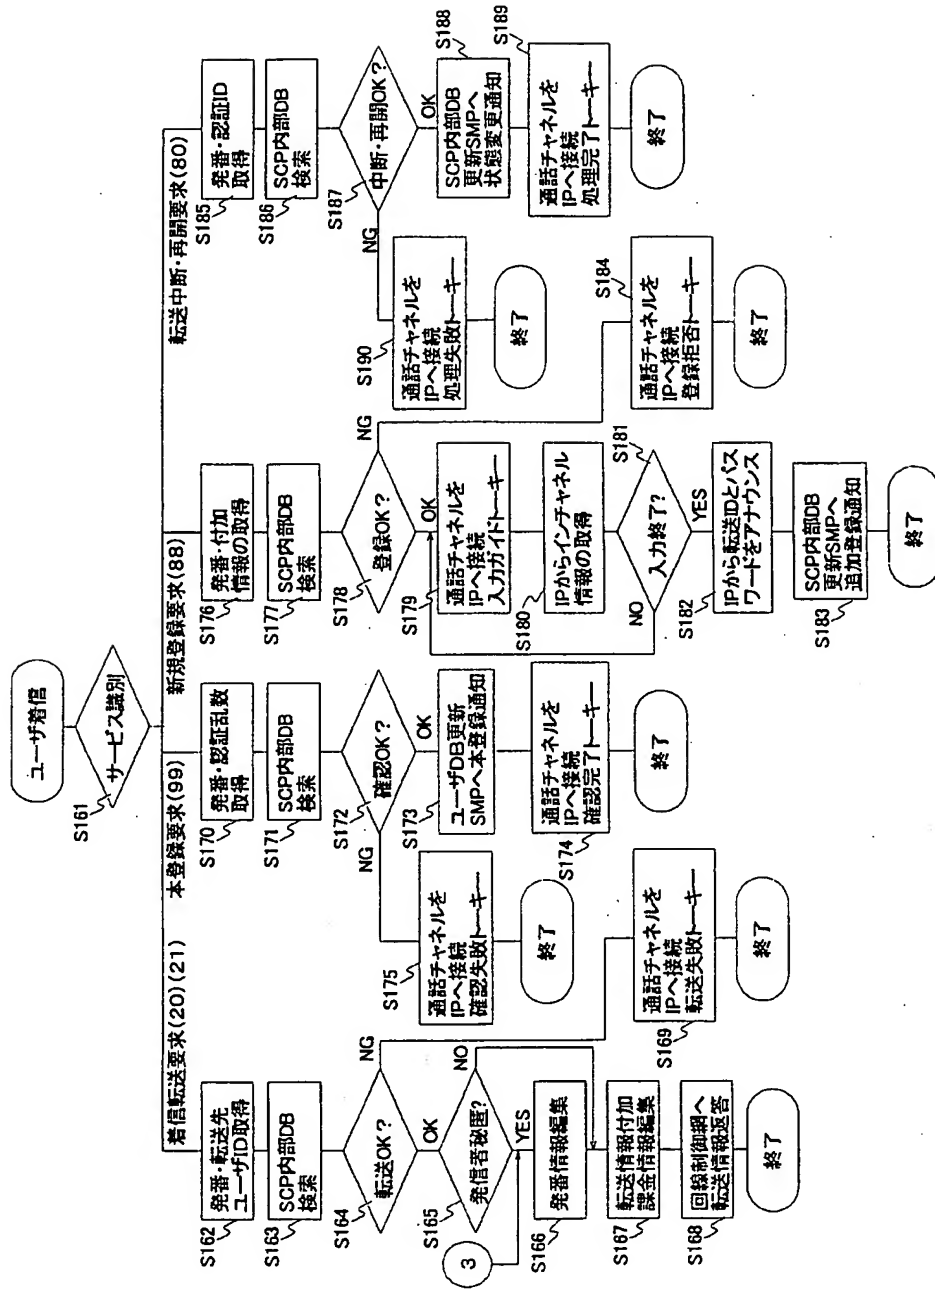 ユーザ着信
サービス識別
S161
着信転送要求(20)(21)
発番・転送先
ユーザID取得
S162
SCP内部DB
検索
S163
転送OK?
S164
NG
OK
発信者秘匿?
S165
NO
YES
3
発番情報編集
S166
転送情報付加
課金情報編集
S167
回線制御網へ
転送情報返答
S168
終了
通話チャネルを
IPへ接続
転送失敗トーキー
S169
終了
本登録要求(99)
発番・認証乱数
取得
S170
SCP内部DB
検索
S171
確認OK?
S172
NG
OK
ユーザDB更新
SMPへ本登録通知
S173
通話チャネルを
IPへ接続
確認完了トーキー
S174
終了
通話チャネルを
IPへ接続
確認失敗トーキー
S175
終了
新規登録要求(88)
発番・付加
情報の取得
S176
SCP内部DB
検索
S177
登録OK?
S178
NG
OK
通話チャネルを
IPへ接続
入力ガイドトーキー
S179
IPからインチャネル
情報の取得
S180
入力終了?
S181
NO
YES
IPから転送IDとパス
ワードをアナウンス
S182
SCP内部DB
更新SMPへ
追加登録通知
S183
終了
通話チャネルを
IPへ接続
登録拒否トーキー
S184
終了
転送中断・再開要求(80)
発番・認証ID
取得
S185
SCP内部DB
検索
S186
中断・再開OK?
S187
NG
OK
SCP内部DB
更新SMPへ
状態変更通知
S188
通話チャネルを
IPへ接続
処理完了トーキー
S189
終了
通話チャネルを
IPへ接続
処理失敗トーキー
S190
終了